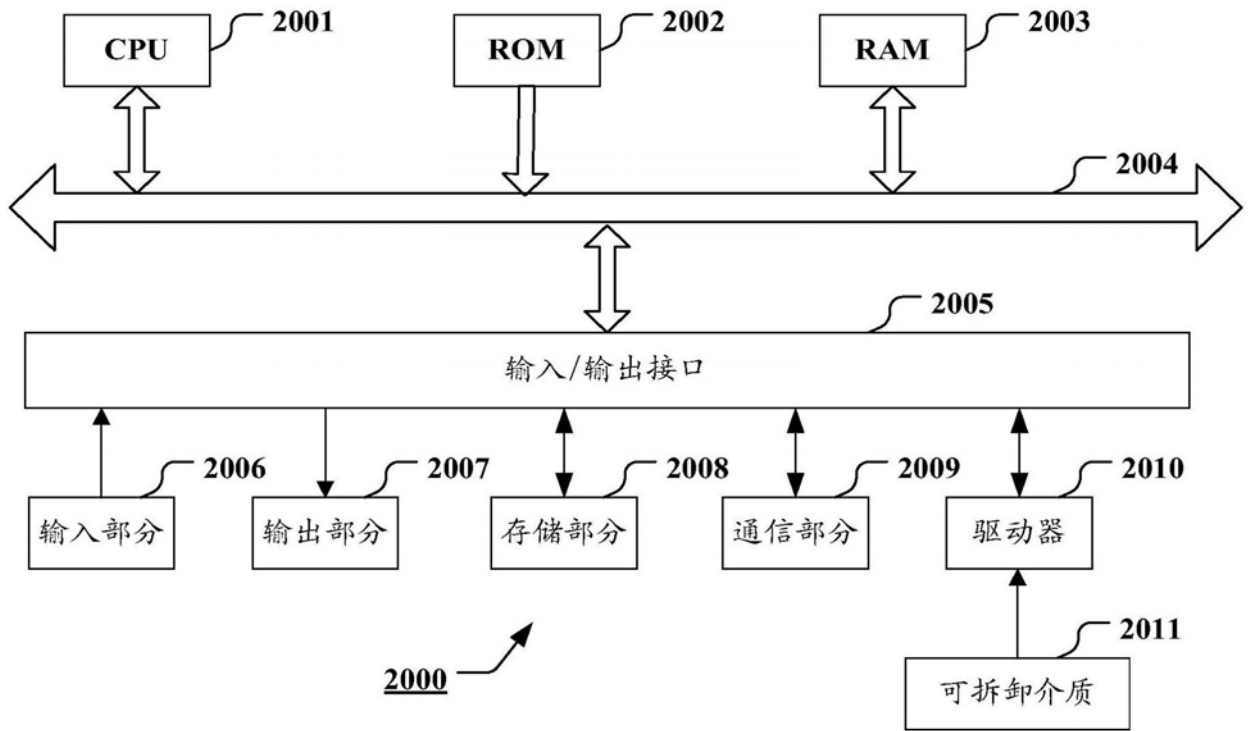 CPU
2001
ROM
2002
RAM
2003
2004
2005
输入/输出接口
2006
2007
2008
2009
2010
输入部分
输出部分
存储部分
通信部分
驱动器
2011
2000
可拆卸介质